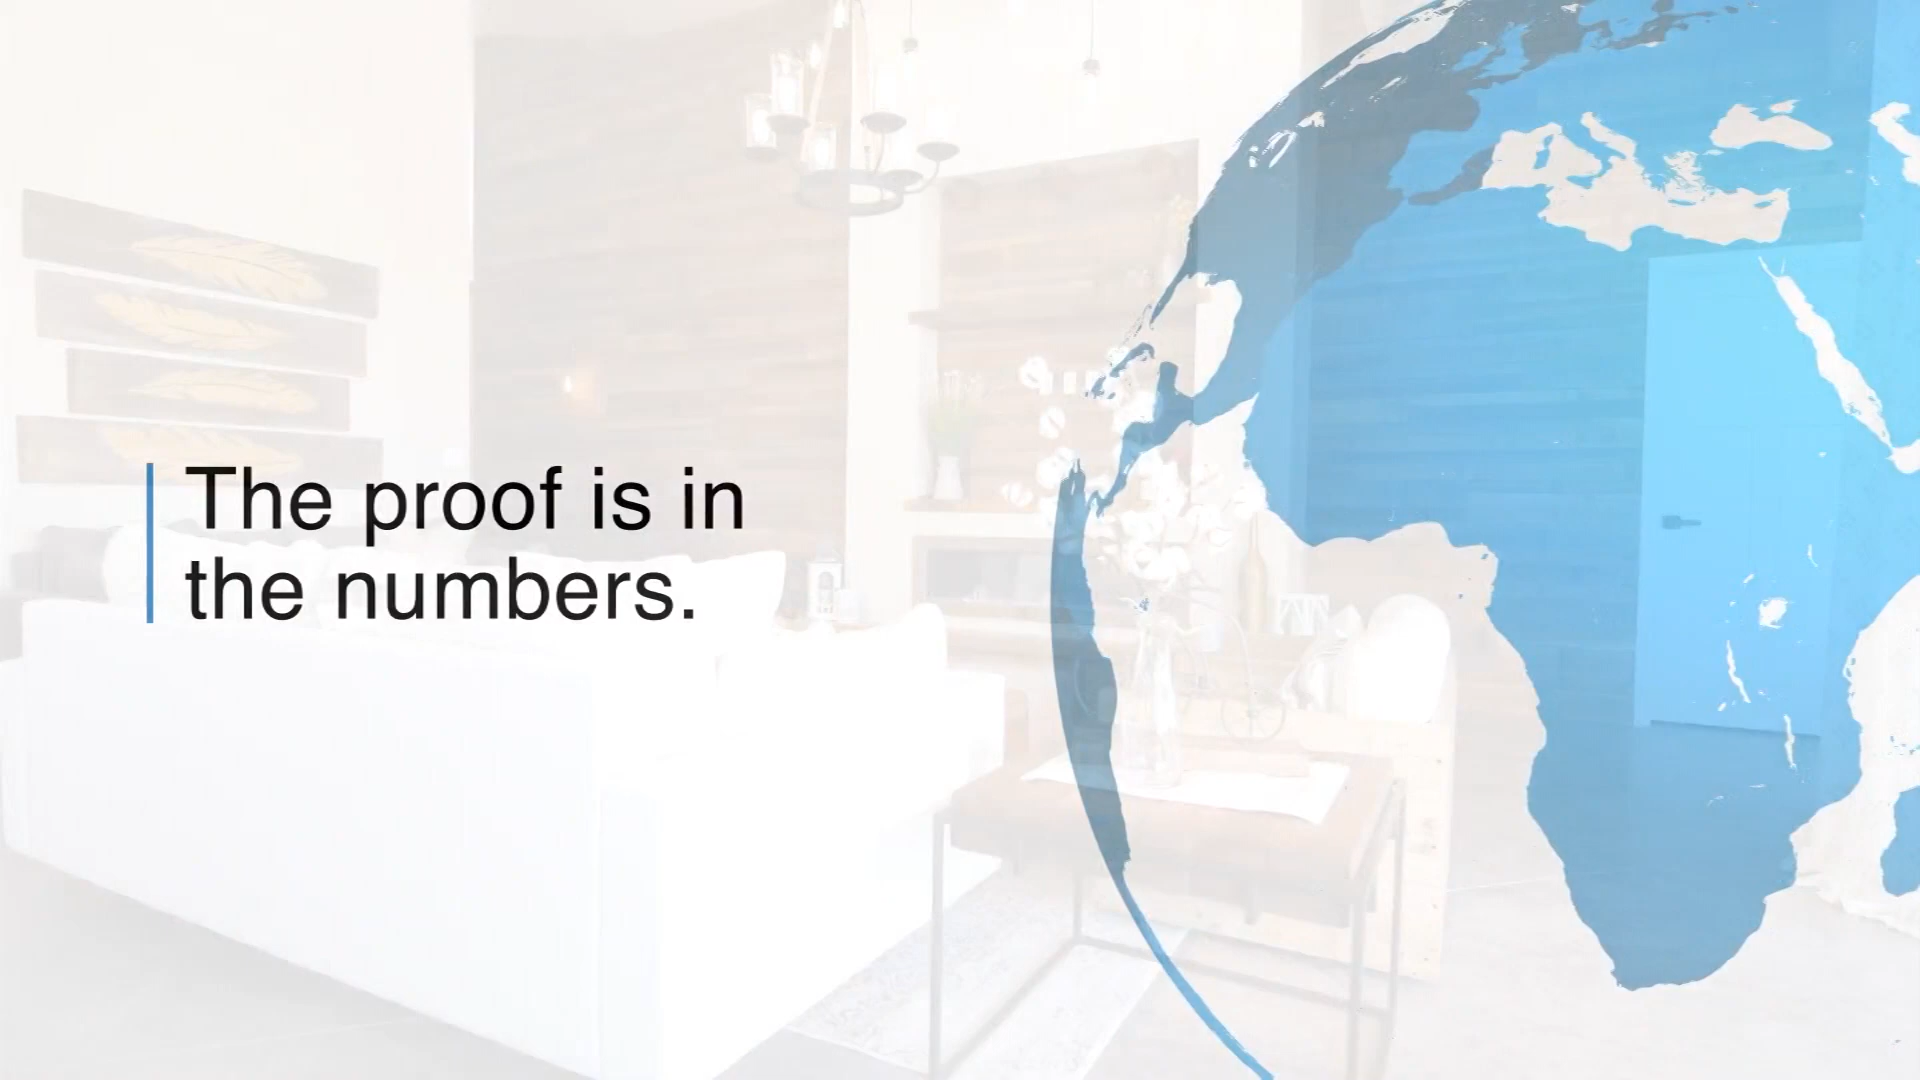 The proof is in
the numbers.